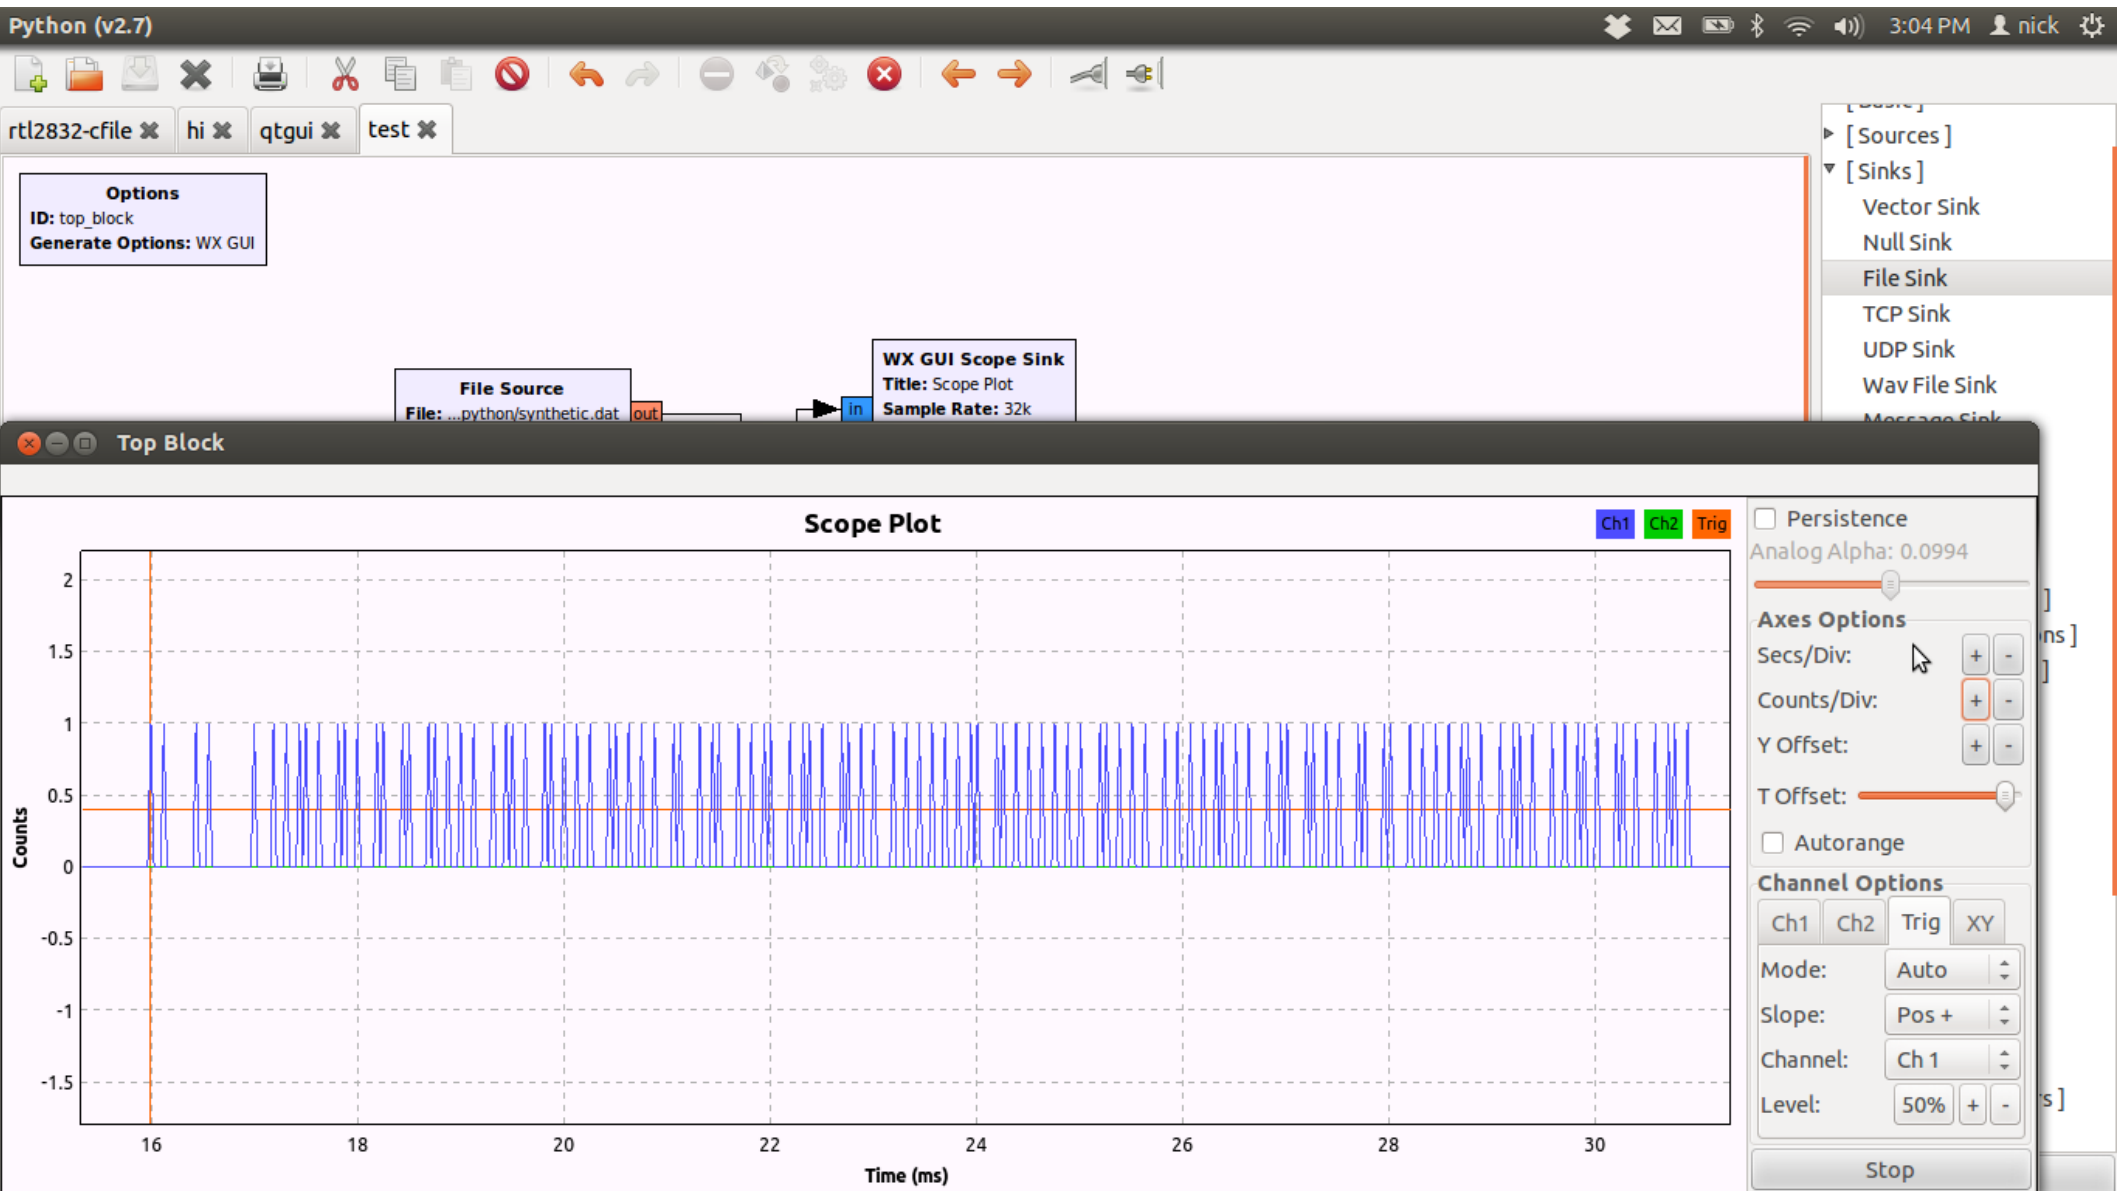 Python (v2.7)
3:04 PM nick
rtl2832-cfile
hi
qtgui
test
[ Basic ]
[ Sources ]
[ Sinks ]
Vector Sink
Null Sink
File Sink
TCP Sink
UDP Sink
Wav File Sink
Message Sink
Options
ID: top_block
Generate Options: WX GUI
File Source
File: ...python/synthetic.dat
out
in
WX GUI Scope Sink
Title: Scope Plot
Sample Rate: 32k
Top Block
Scope Plot
Ch1 Ch2 Trig
2
1.5
1
0.5
0
-0.5
-1
-1.5
Counts
16 18 20 22 24 26 28 30
Time (ms)
Persistence
Analog Alpha: 0.0994
Axes Options
Secs/Div: + -
Counts/Div: + -
Y Offset: + -
T Offset:
Autorange
Channel Options
Ch1 Ch2 Trig XY
Mode: Auto
Slope: Pos +
Channel: Ch 1
Level: 50% + -
Stop
]
ns ]
]
s ]